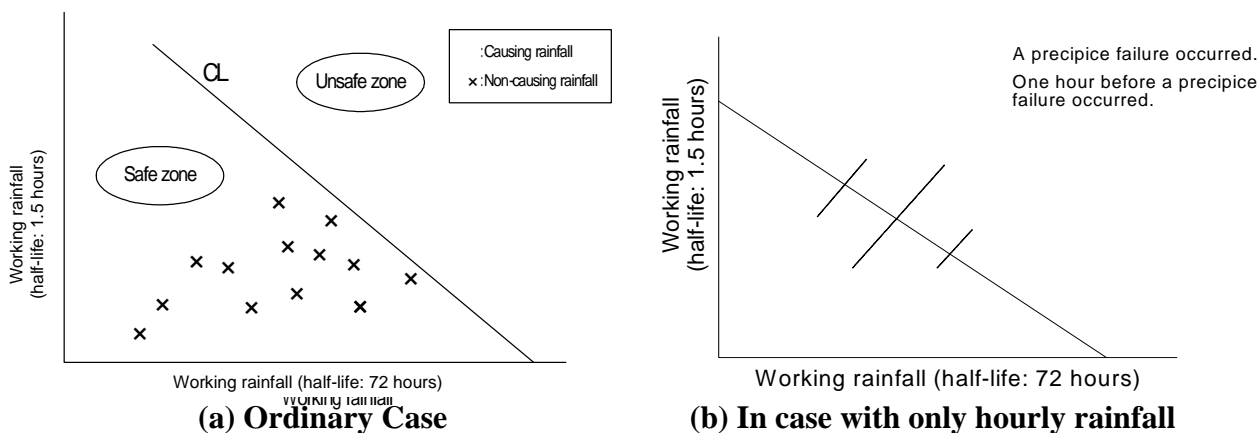 CL
Unsafe zone
:Causing rainfall
×:Non-causing rainfall
Safe zone
Working rainfall
(half-life: 1.5 hours)
Working rainfall (half-life: 72 hours)
Working rainfall
(a) Ordinary Case
A precipice failure occurred.
One hour before a precipice
failure occurred.
Working rainfall
(half-life: 1.5 hours)
Working rainfall (half-life: 72 hours)
(b) In case with only hourly rainfall